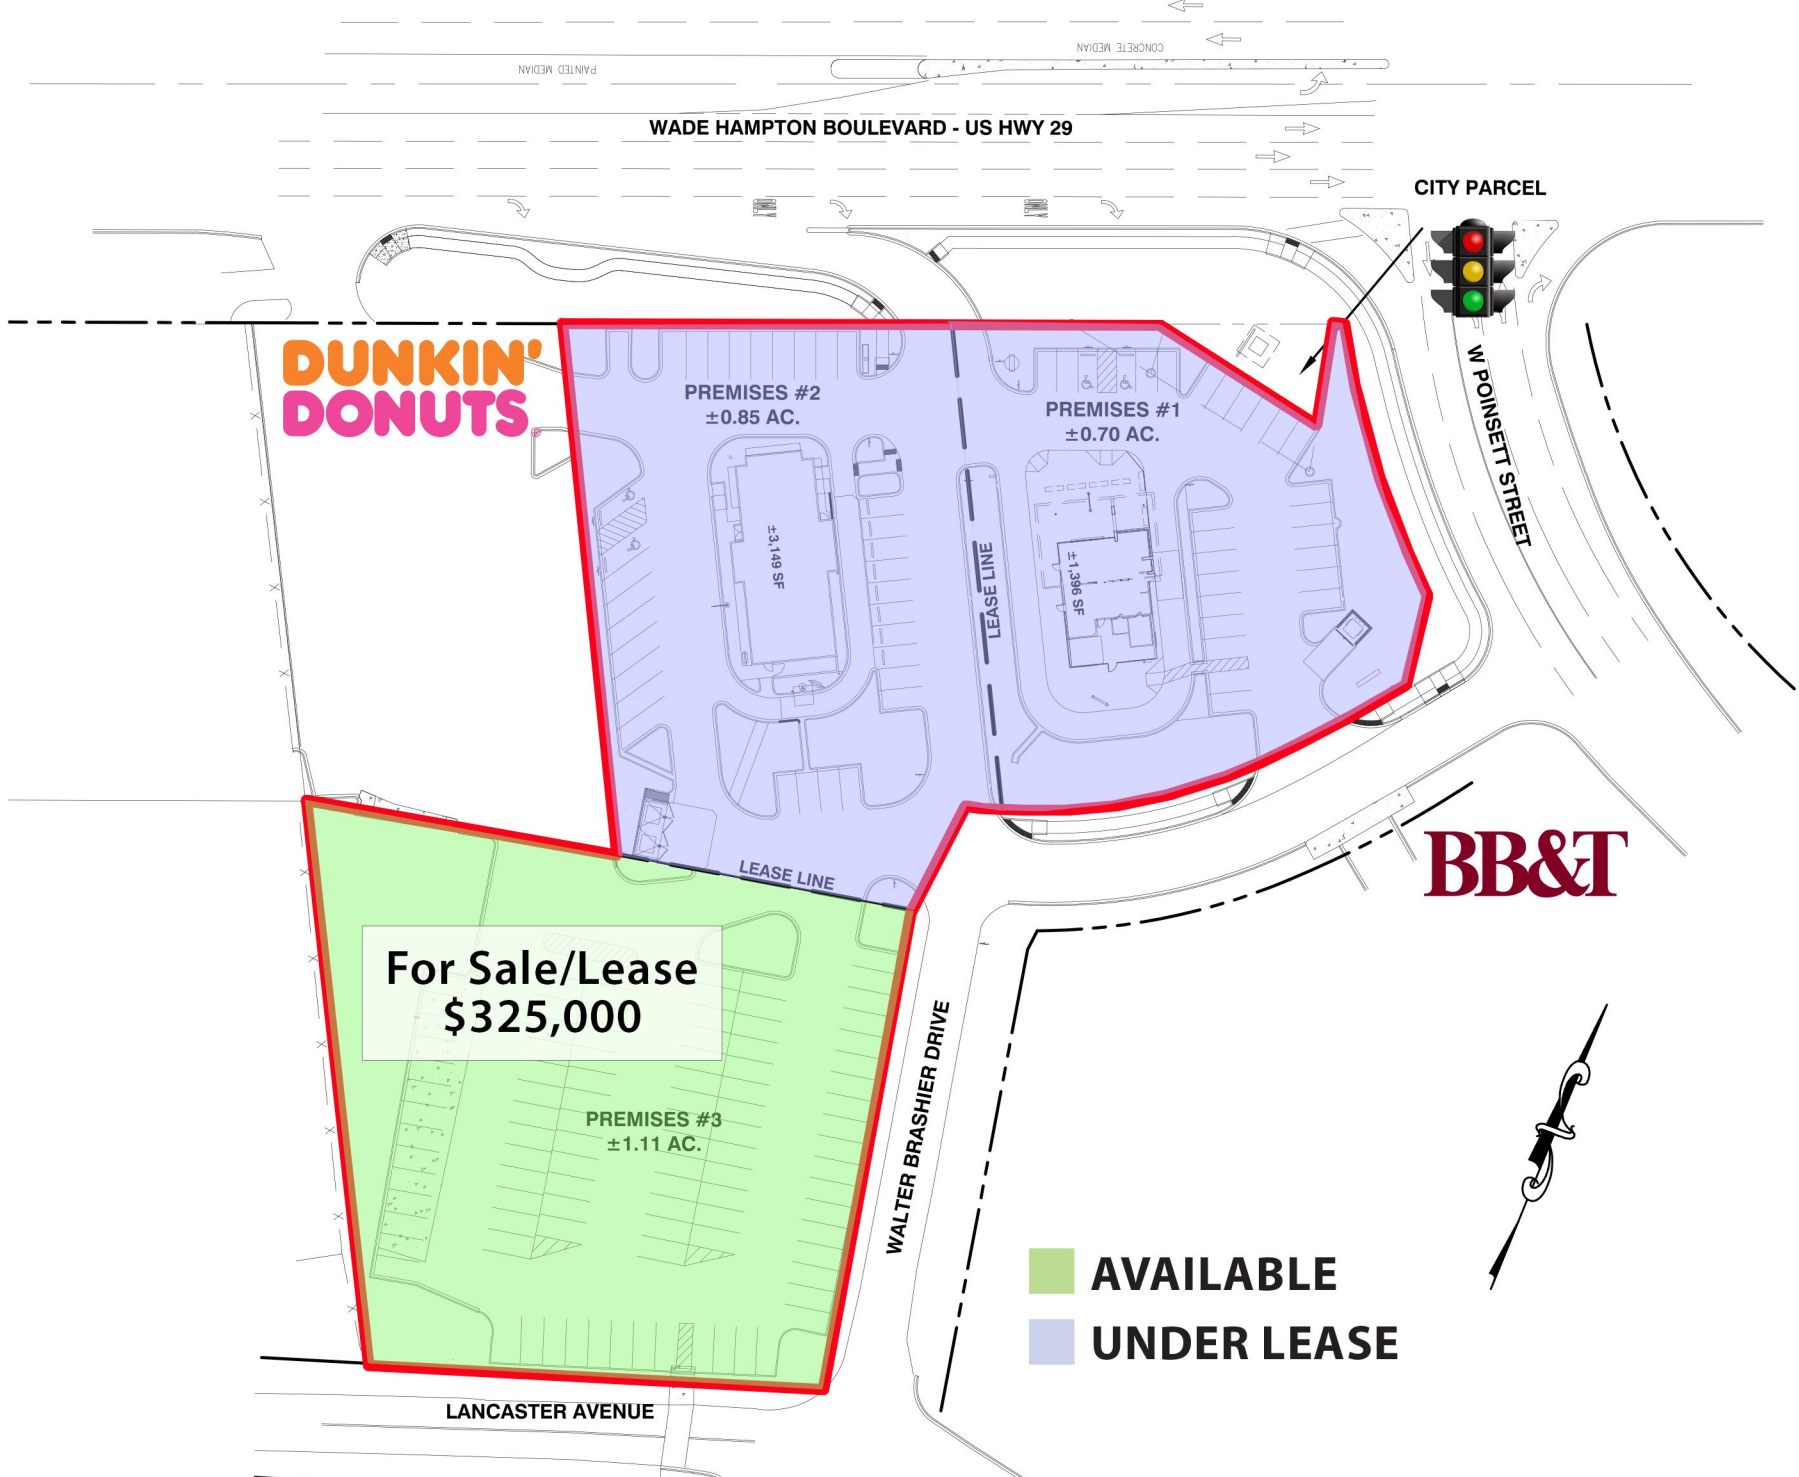 CONCRETE MEDIAN
PAINTED MEDIAN
WADE HAMPTON BOULEVARD - US HWY 29
CITY PARCEL
ONLY
ONLY
DUNKIN'
DONUTS
PREMISES #2
±0.85 AC.
PREMISES #1
±0.70 AC.
W POINSETT STREET
±3,149 SF
LEASE LINE
±1,396 SF
LEASE LINE
BB&T
For Sale/Lease
$325,000
PREMISES #3
±1.11 AC.
WALTER BRASHIER DRIVE
AVAILABLE
UNDER LEASE
LANCASTER AVENUE